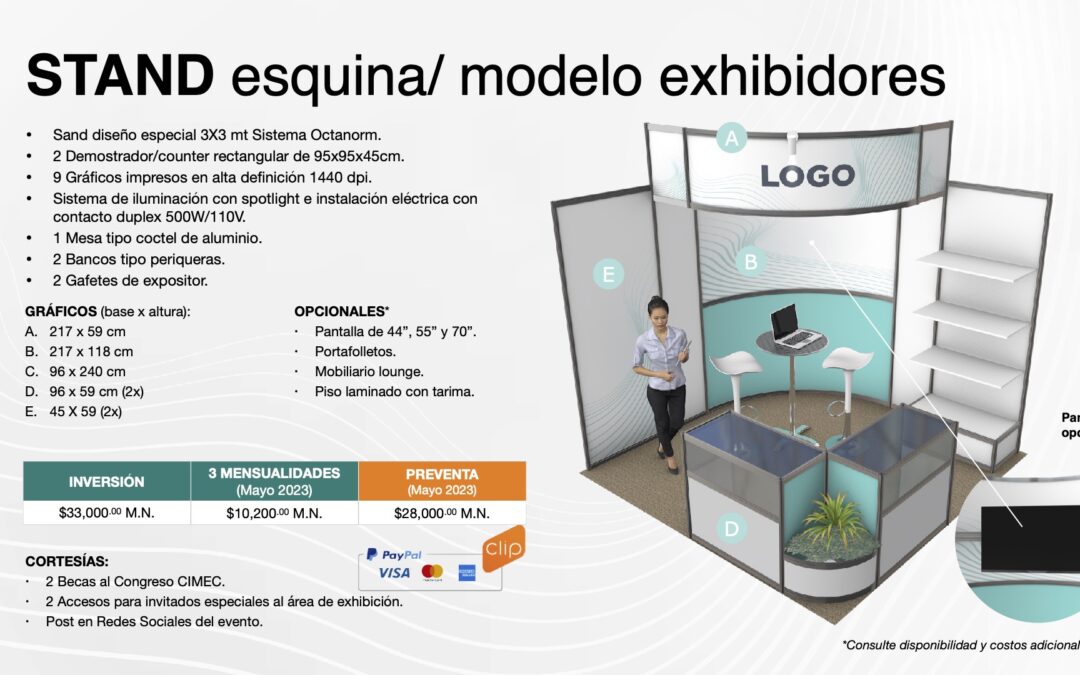 STAND esquina/ modelo exhibidores
• Sand diseño especial 3X3 mt Sistema Octanorm.
• 2 Demostrador/counter rectangular de 95x95x45cm.
• 9 Gráficos impresos en alta definición 1440 dpi.
• Sistema de iluminación con spotlight e instalación eléctrica con
contacto duplex 500W/110V.
• 1 Mesa tipo coctel de aluminio.
• 2 Bancos tipo periqueras.
• 2 Gafetes de expositor.
GRÁFICOS (base x altura):
A. 217 x 59 cm
B. 217 x 118 cm
C. 96 x 240 cm
D. 96 x 59 cm (2x)
E. 45 X 59 (2x)
OPCIONALES*
· Pantalla de 44”, 55” y 70”.
· Portafolletos.
· Mobiliario lounge.
· Piso laminado con tarima.
INVERSIÓN
3 MENSUALIDADES
(Mayo 2023)
PREVENTA
(Mayo 2023)
$33,000.00 M.N.
$10,200.00 M.N.
$28,000.00 M.N.
CORTESÍAS:
· 2 Becas al Congreso CIMEC.
· 2 Accesos para invitados especiales al área de exhibición.
· Post en Redes Sociales del evento.
PayPal
clip
VISA
A
LOGO
B
E
D
Par
opc
*Consulte disponibilidad y costos adicional